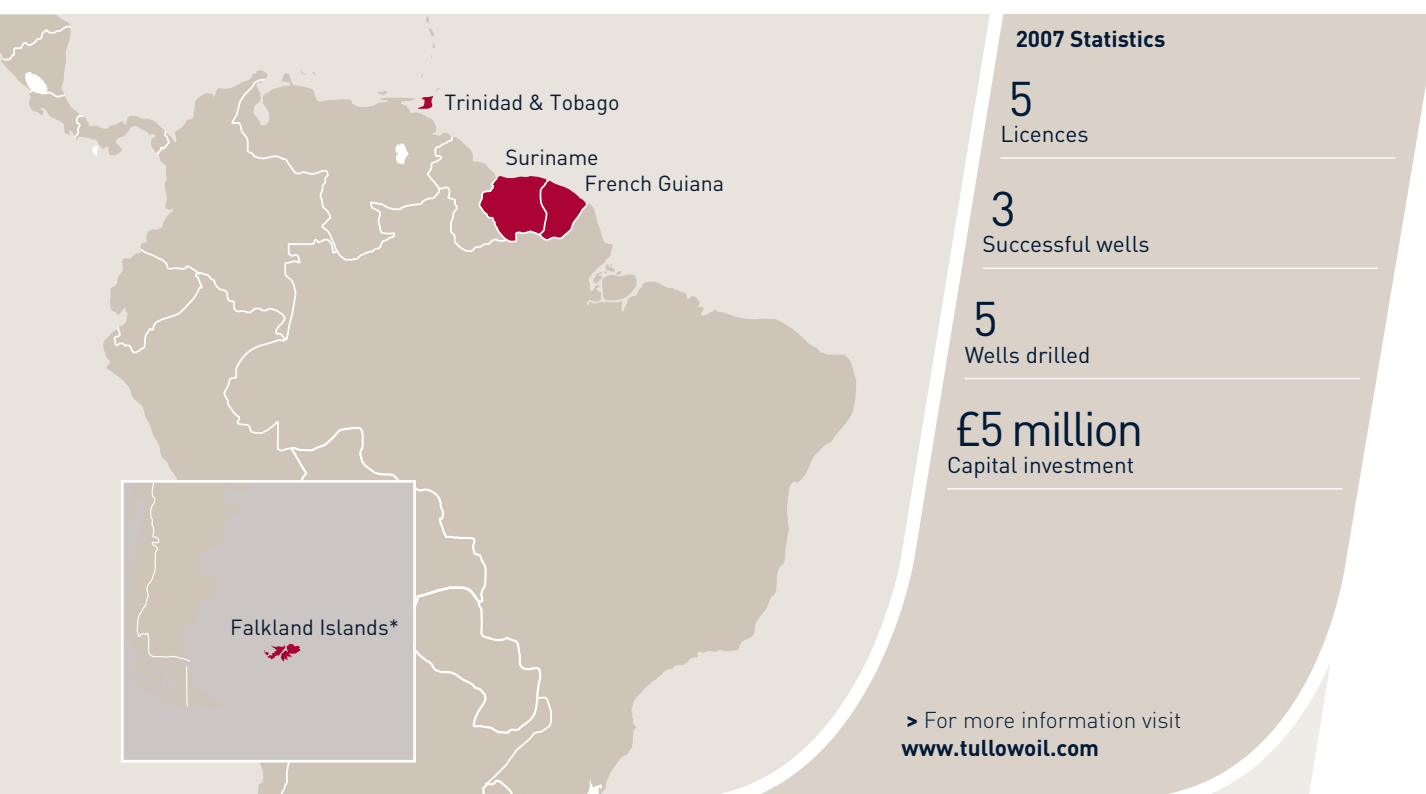 Trinidad & Tobago
Suriname
French Guiana
Falkland Islands*
2007 Statistics
5
Licences
3
Successful wells
5
Wells drilled
£5 million
Capital investment
> For more information visit
www.tullowoil.com